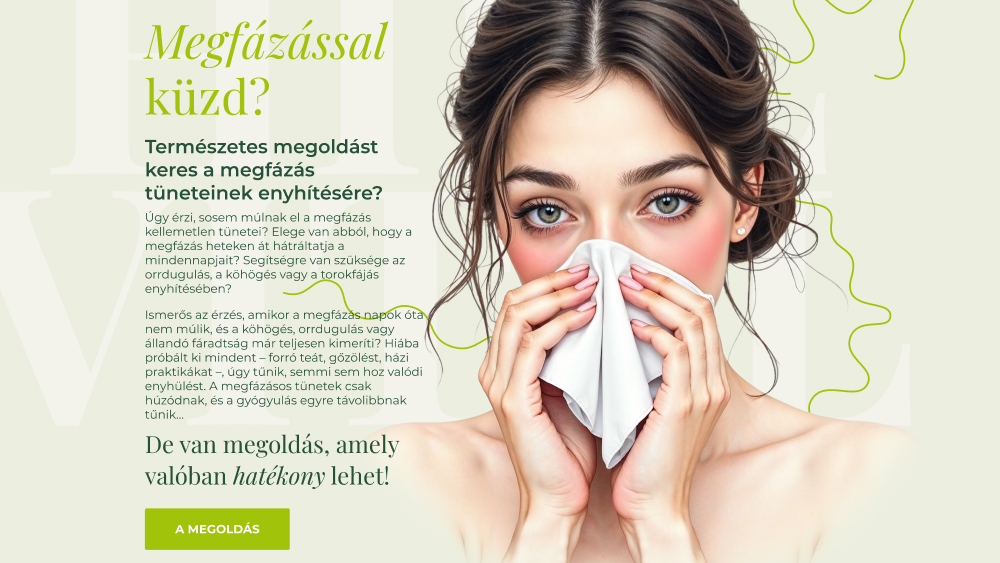 Megfázással
küzd?
Természetes megoldást
keres a megfázás
tüneteinek enyhítésére?
Úgy érzi, sosem múlnak el a megfázás
kellemetlen tünetei? Elege van abból, hogy a
megfázás heteken át hátráltatja a
mindennapjait? Segítségre van szüksége az
orrdugulás, a köhögés vagy a torokfájás
enyhítésében?
Ismerős az érzés, amikor a megfázás napok óta
nem múlik, és a köhögés, orrdugulás vagy
állandó fáradtság már teljesen kimeríti? Hiába
próbált ki mindent – forró teát, gőzölést, házi
praktikákat –, úgy tűnik, semmi sem hoz valódi
enyhülést. A megfázásos tünetek csak
húzódnak, és a gyógyulás egyre távolibbnak
tűnik...
De van megoldás, amely
valóban hatékony lehet!
A MEGOLDÁS